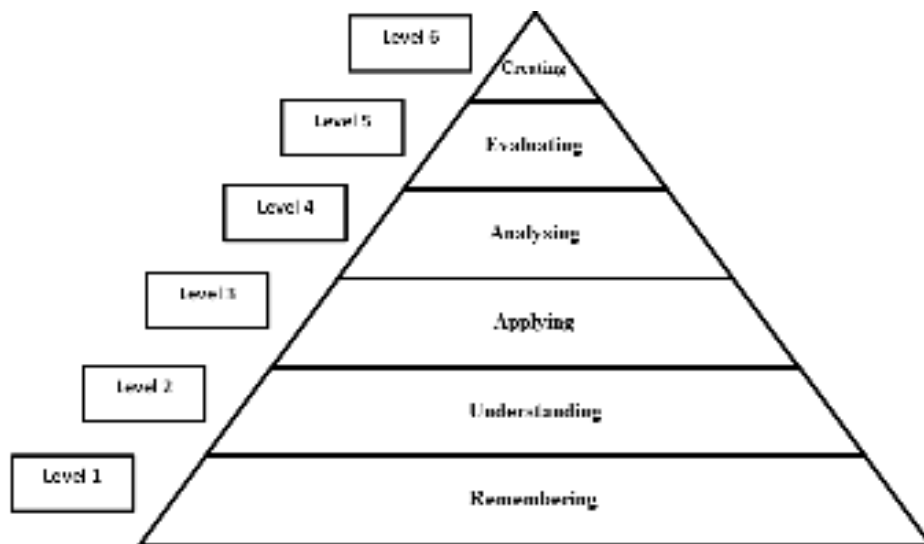 Level 6
Creating
Level 5
Evaluating
Level 4
Analysing
Level 3
Applying
Level 2
Understanding
Level 1
Remembering